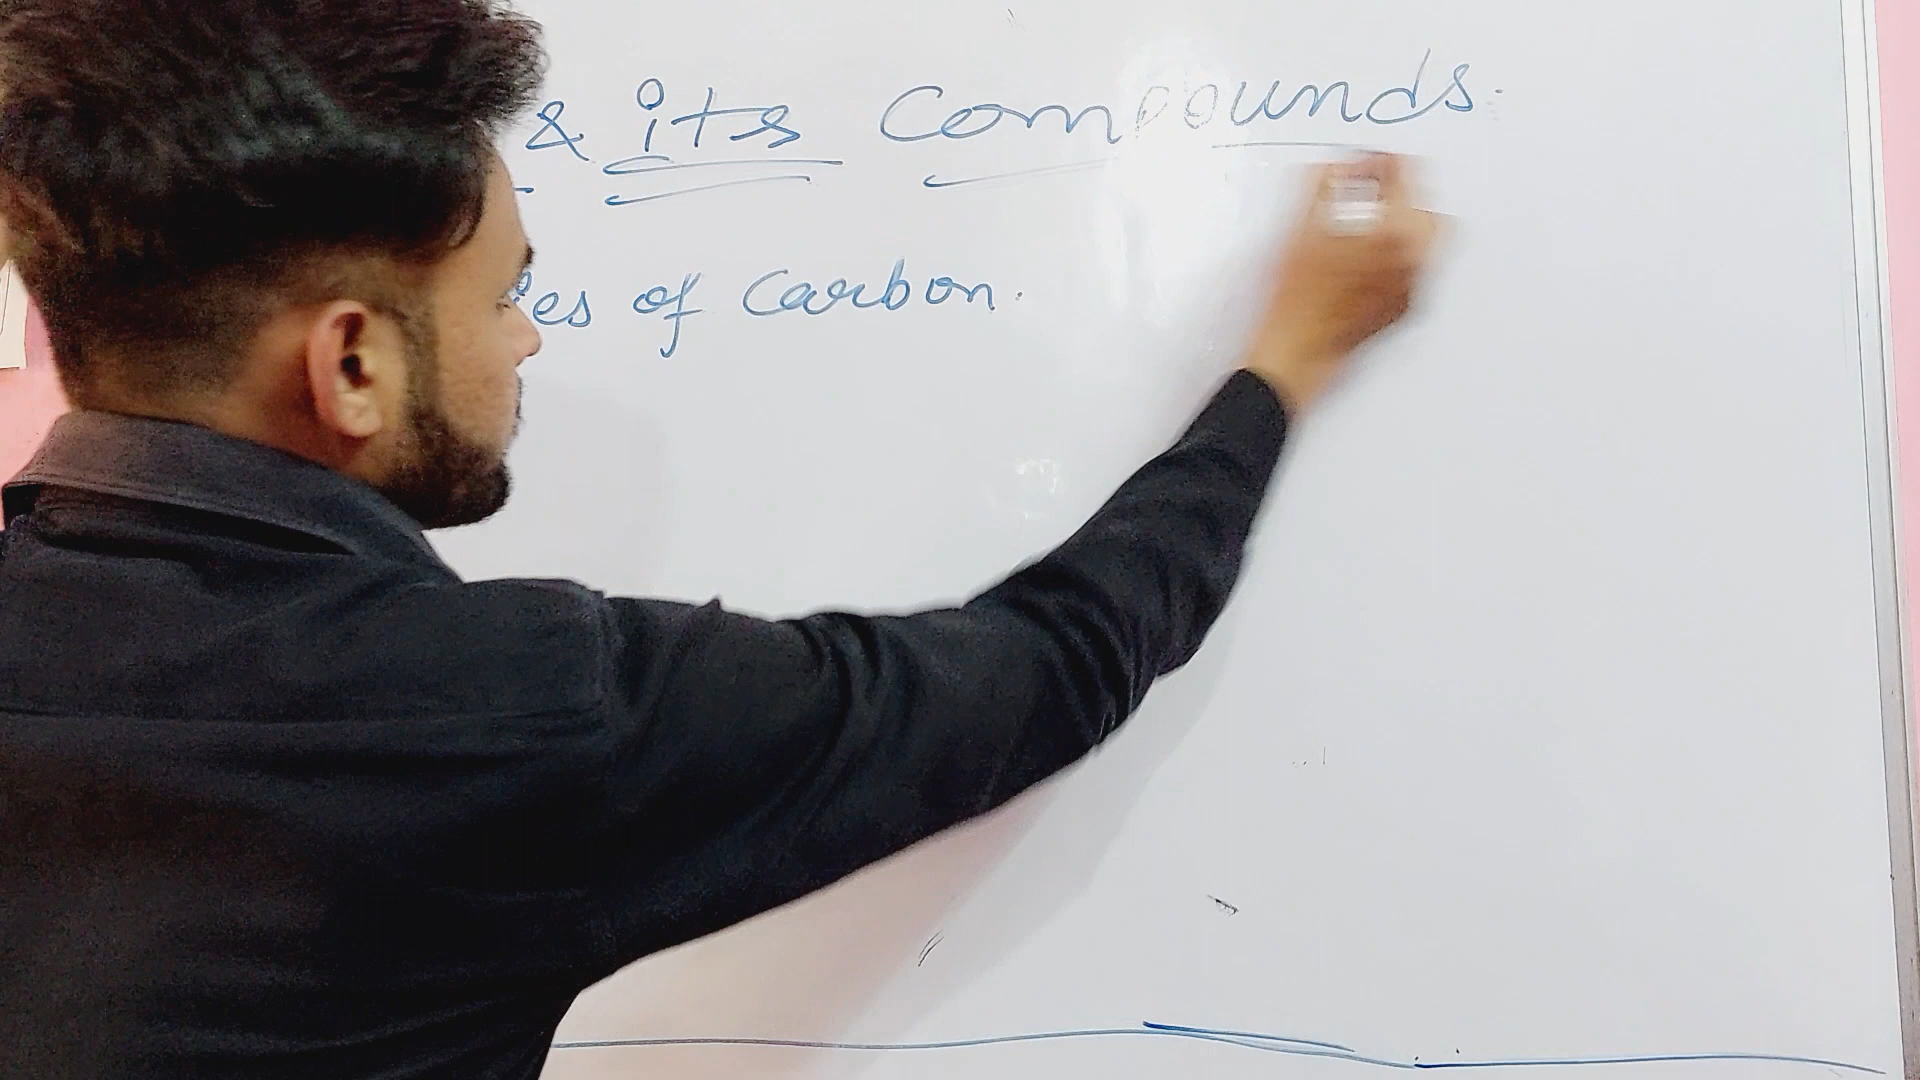 & its Compounds.
es of Carbon.